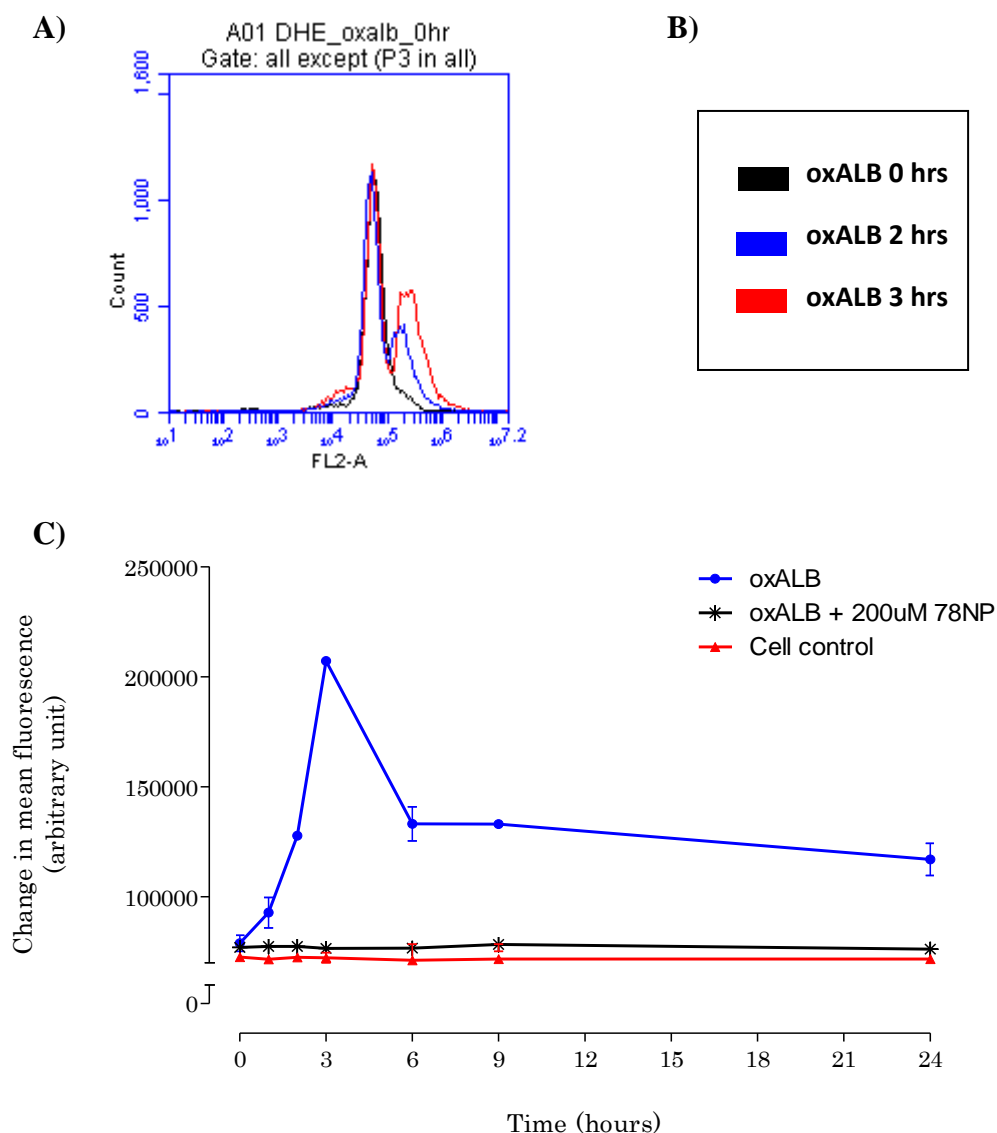 A)
A01 DHE_oxalb_0hr
Gate: all except (P3 in all)
1,600
1,000
500
0
Count
10^1 10^2 10^3 10^4 10^5 10^6 10^7.2
FL2-A
B)
oxALB 0 hrs
oxALB 2 hrs
oxALB 3 hrs
C)
Change in mean fluorescence
(arbitrary unit)
250000
200000
150000
100000
0
oxALB
oxALB + 200uM 78NP
Cell control
0 3 6 9 12 15 18 21 24
Time (hours)